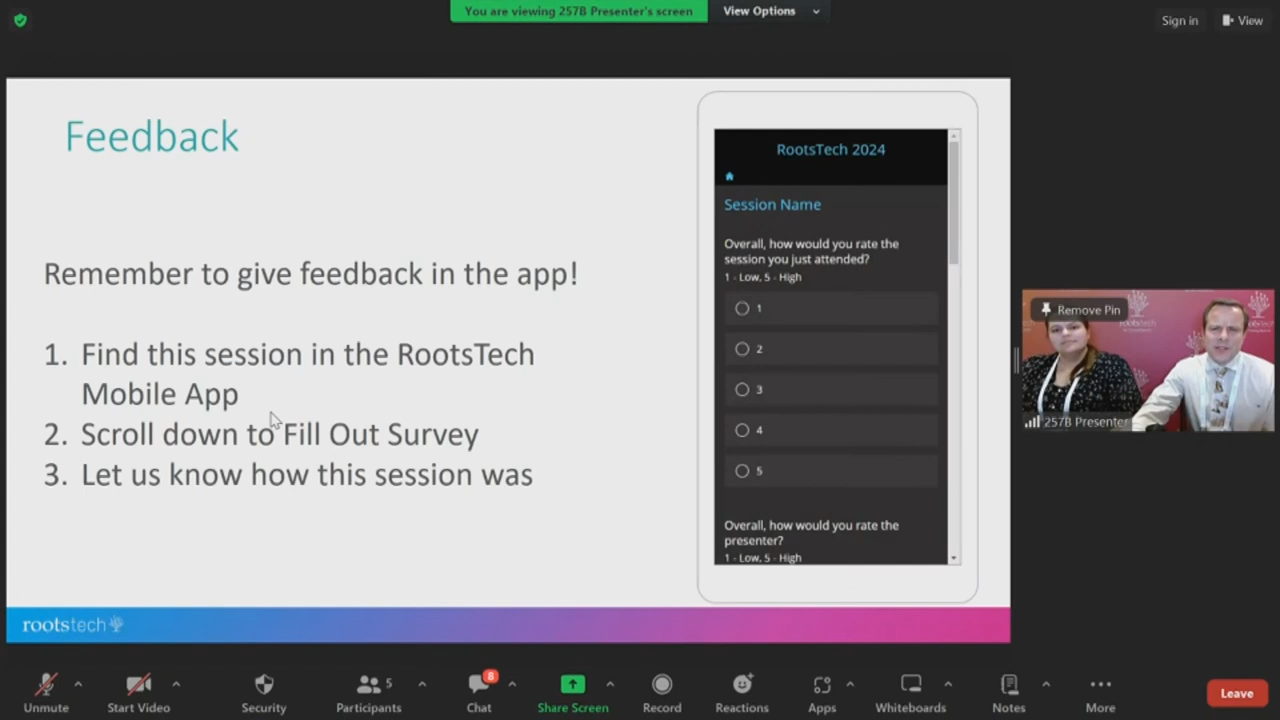 You are viewing 257B Presenter's screen
View Options
Sign in
View
Feedback
Remember to give feedback in the app!
1. Find this session in the RootsTech
Mobile App
2. Scroll down to Fill Out Survey
3. Let us know how this session was
RootsTech 2024
Session Name
Overall, how would you rate the
session you just attended?
1 - Low, 5 - High
1
2
3
4
5
Overall, how would you rate the
presenter?
1 - Low, 5 - High
rootstech
Remove Pin
rootstech
257B Presenter
Unmute
Start Video
Security
5
Participants
8
Chat
Share Screen
Record
Reactions
Apps
Whiteboards
Notes
More
Leave